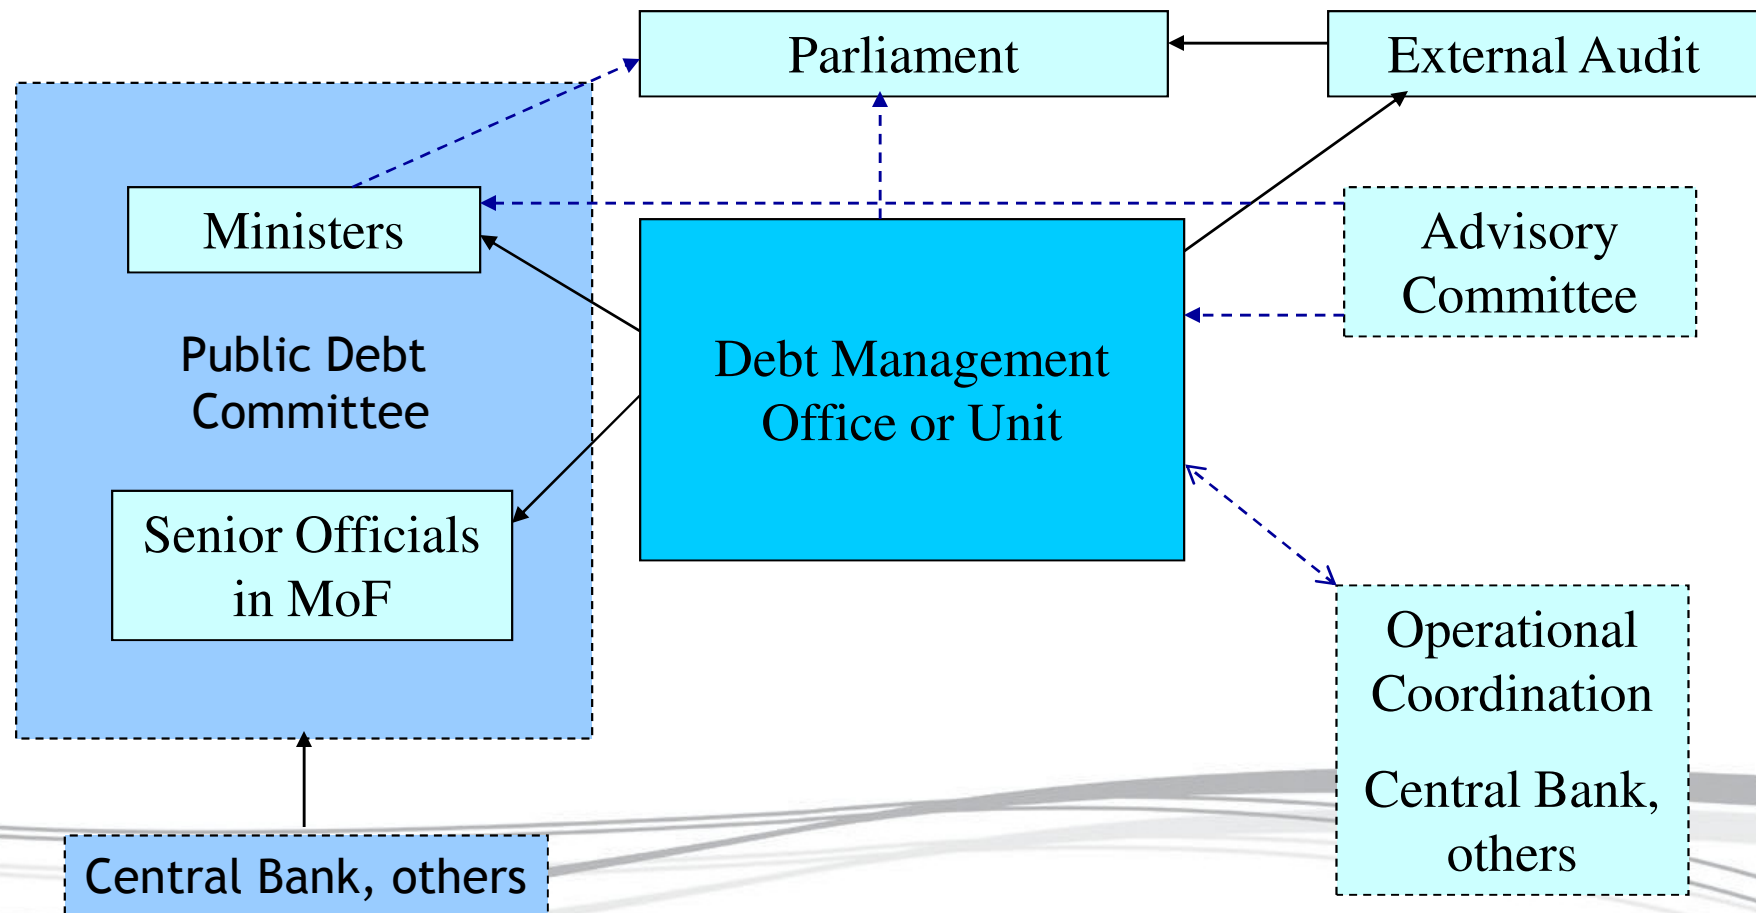 Parliament
External Audit
Ministers
Advisory
Committee
Public Debt
Committee
Debt Management
Office or Unit
Senior Officials
in MoF
Operational
Coordination
Central Bank,
others
Central Bank, others